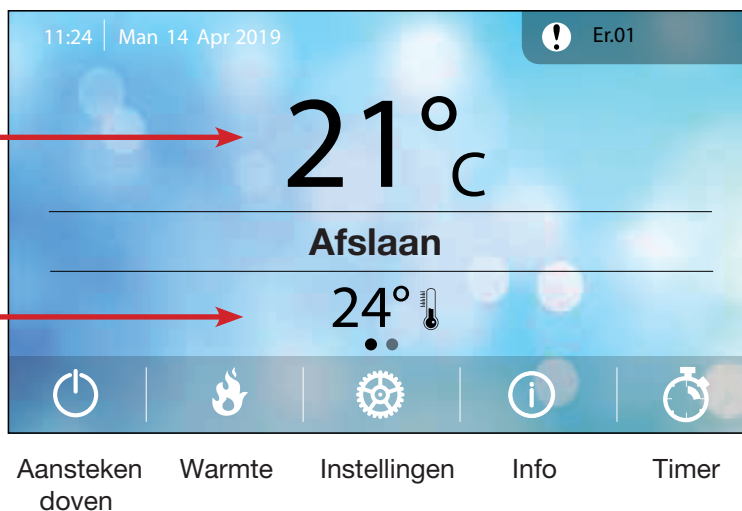 11:24 | Man 14 Apr 2019
Er.01
21°C
Afslaan
24°
Aansteken doven
Warmte
Instellingen
Info
Timer